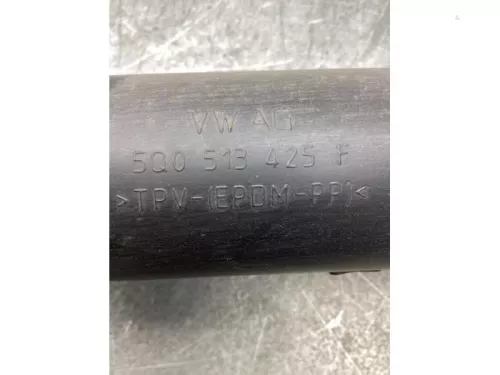 VW AG
5Q0 513 425 F
>TPV-(EPDM-PP)<